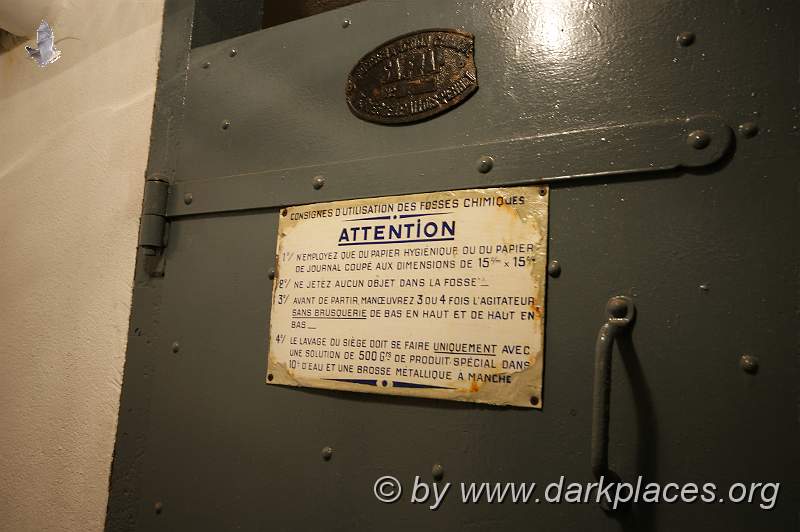 CONSIGNES D'UTILISATION DES FOSSES CHIMIQUES
ATTENTION
1°/ N'EMPLOYEZ QUE DU PAPIER HYGIÉNIQUE OU DU PAPIER
DE JOURNAL COUPÉ AUX DIMENSIONS DE 15c/m x 15c/m
2°/ NE JETEZ AUCUN OBJET DANS LA FOSSE
3°/ AVANT DE PARTIR, MANŒUVREZ 3 OU 4 FOIS L'AGITATEUR
SANS BRUSQUERIE DE BAS EN HAUT ET DE HAUT EN
BAS
4°/ LE LAVAGE DU SIÈGE DOIT SE FAIRE UNIQUEMENT AVEC
UNE SOLUTION DE 500 Grs DE PRODUIT SPÉCIAL DANS
10L D'EAU ET UNE BROSSE MÉTALLIQUE À MANCHE
© by www.darkplaces.org